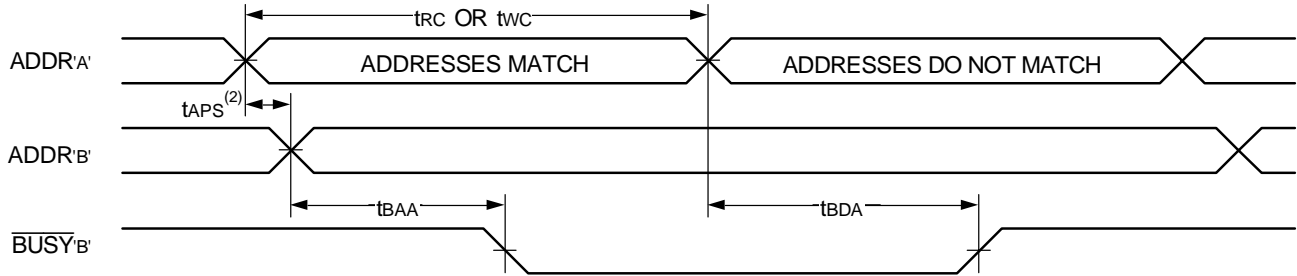 tRC OR tWC
ADDR'A'
ADDRESSES MATCH
ADDRESSES DO NOT MATCH
tAPS(2)
ADDR'B'
tBAA
tBDA
BUSY'B'